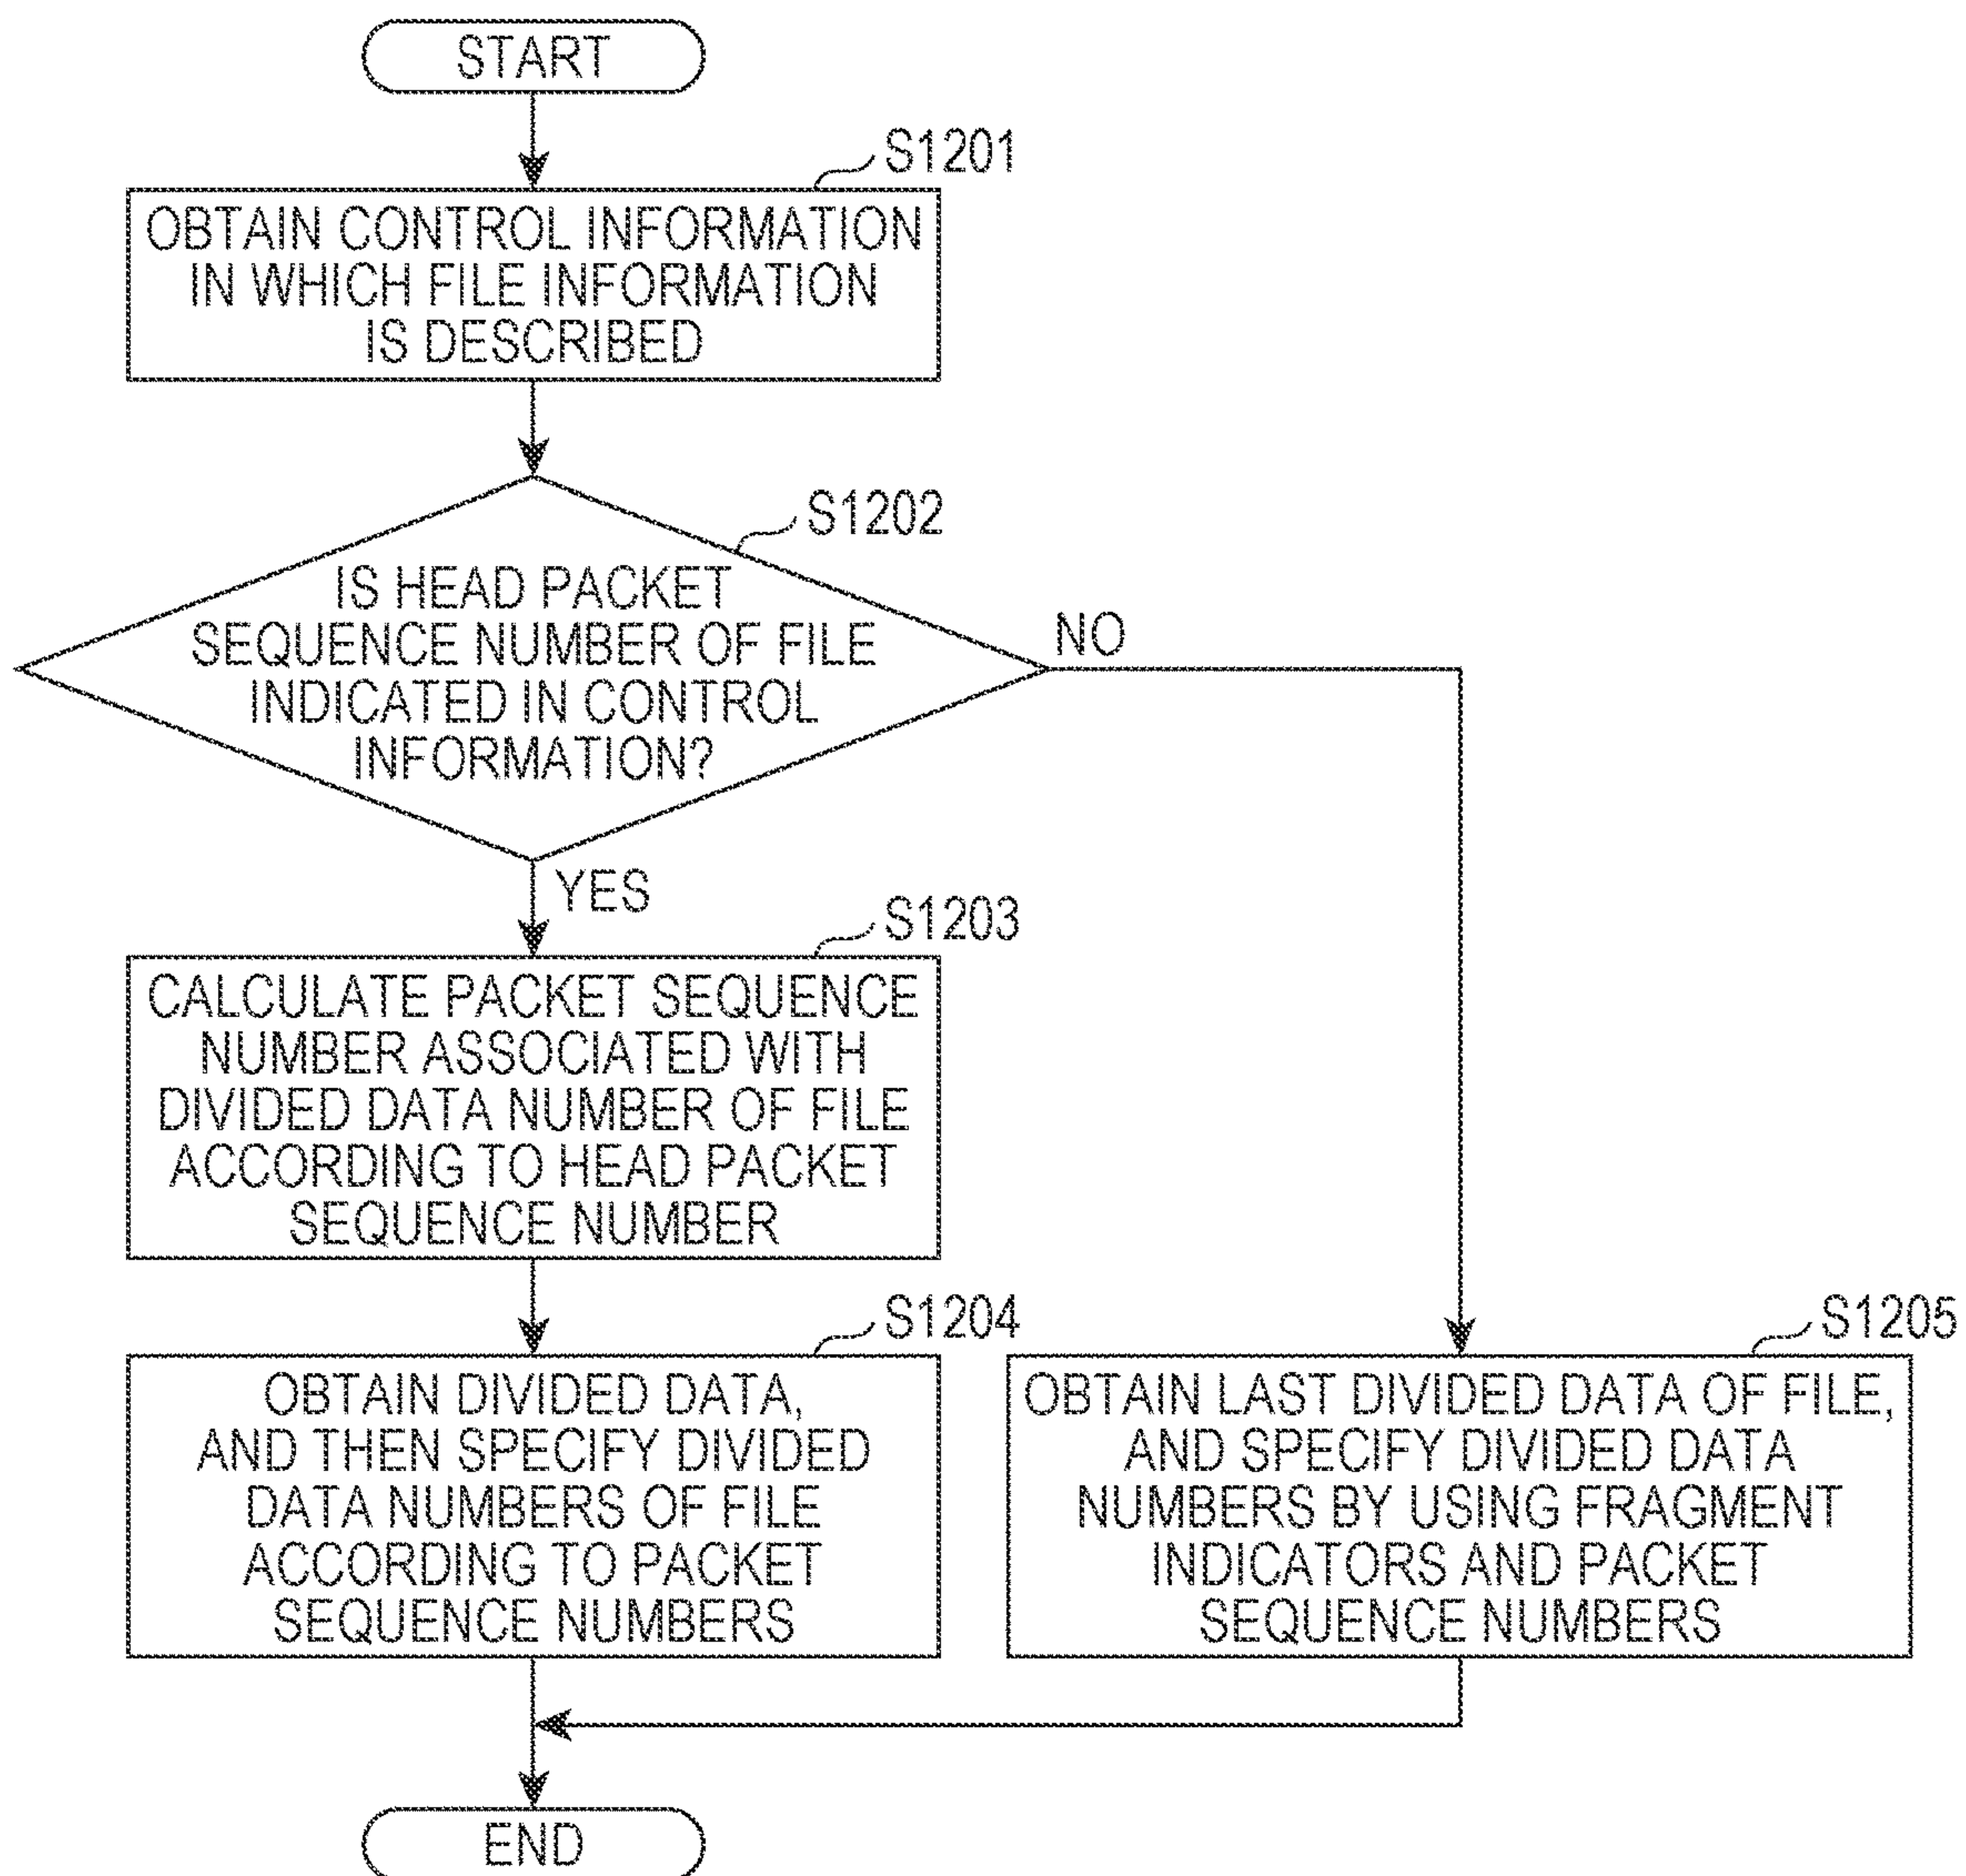 START
S1201
OBTAIN CONTROL INFORMATION
IN WHICH FILE INFORMATION
IS DESCRIBED
S1202
IS HEAD PACKET
SEQUENCE NUMBER OF FILE
INDICATED IN CONTROL
INFORMATION?
NO
YES
S1203
CALCULATE PACKET SEQUENCE
NUMBER ASSOCIATED WITH
DIVIDED DATA NUMBER OF FILE
ACCORDING TO HEAD PACKET
SEQUENCE NUMBER
S1204
OBTAIN DIVIDED DATA,
AND THEN SPECIFY DIVIDED
DATA NUMBERS OF FILE
ACCORDING TO PACKET
SEQUENCE NUMBERS
S1205
OBTAIN LAST DIVIDED DATA OF FILE,
AND SPECIFY DIVIDED DATA
NUMBERS BY USING FRAGMENT
INDICATORS AND PACKET
SEQUENCE NUMBERS
END